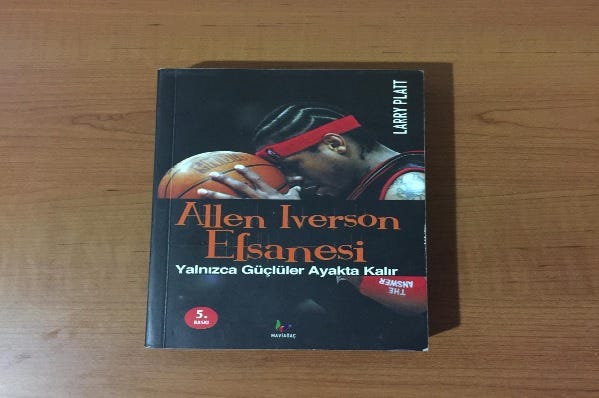 LARRY PLATT
Allen Iverson
Efsanesi
Yalnızca Güçlüler Ayakta Kalır
THE
ANSWER
5.
BASKI
MAVİAĞAÇ